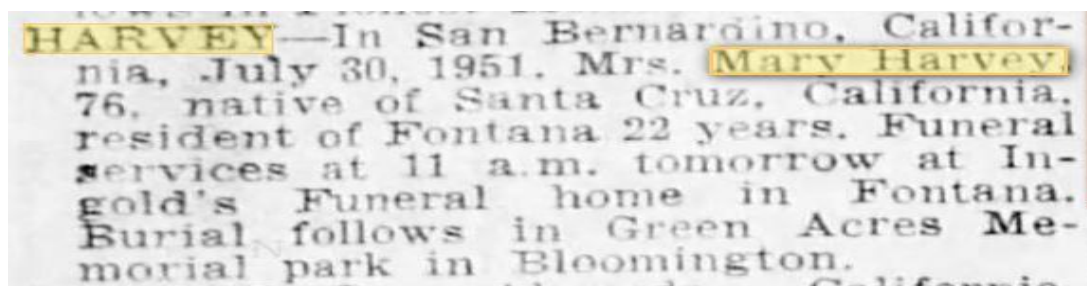 HARVEY—In San Bernardino, Califor-
nia, July 30, 1951. Mrs. Mary Harvey,
76, native of Santa Cruz, California,
resident of Fontana 22 years. Funeral
services at 11 a.m. tomorrow at In-
gold's Funeral home in Fontana.
Burial follows in Green Acres Me-
morial park in Bloomington.